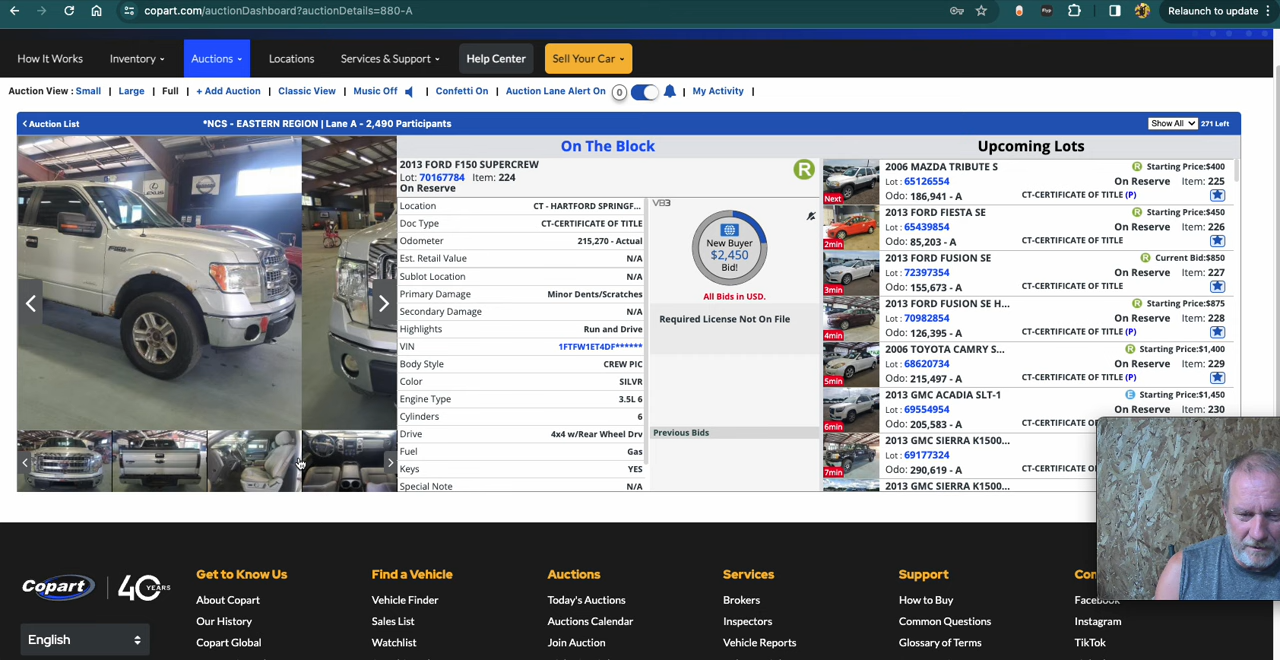 copart.com/auctionDashboard?auctionDetails=880-A
Relaunch to update
How It Works
Inventory
Auctions
Locations
Services & Support
Help Center
Sell Your Car
Auction View : Small | Large | Full | + Add Auction | Classic View | Music Off | Confetti On | Auction Lane Alert On 0 | My Activity |
Auction List
*NCS - EASTERN REGION | Lane A - 2,490 Participants
Show All 271 Left
On The Block
2013 FORD F150 SUPERCREW
Lot: 70167784 Item: 224
On Reserve
R
Location CT - HARTFORD SPRINGF...
Doc Type CT-CERTIFICATE OF TITLE
Odometer 215,270 - Actual
Est. Retail Value N/A
Sublot Location N/A
Primary Damage Minor Dents/Scratches
Secondary Damage N/A
Highlights Run and Drive
VIN 1FTFW1ET4DF******
Body Style CREW PIC
Color SILVR
Engine Type 3.5L 6
Cylinders 6
Drive 4x4 w/Rear Wheel Drv
Fuel Gas
Keys YES
Special Note N/A
VB3
New Buyer
$2,450
Bid!
All Bids in USD.
Required License Not On File
Previous Bids
Upcoming Lots
2006 MAZDA TRIBUTE S R Starting Price:$400
Lot : 65126554 On Reserve Item: 225
Odo: 186,941 - A CT-CERTIFICATE OF TITLE (P)
Next
2013 FORD FIESTA SE R Starting Price:$450
Lot : 65439854 On Reserve Item: 226
Odo: 85,203 - A CT-CERTIFICATE OF TITLE
2min
2013 FORD FUSION SE R Current Bid:$850
Lot : 72397354 On Reserve Item: 227
Odo: 155,673 - A CT-CERTIFICATE OF TITLE
3min
2013 FORD FUSION SE H... R Starting Price:$875
Lot : 70982854 On Reserve Item: 228
Odo: 126,395 - A CT-CERTIFICATE OF TITLE (P)
4min
2006 TOYOTA CAMRY S... R Starting Price:$1,400
Lot : 68620734 On Reserve Item: 229
Odo: 215,497 - A CT-CERTIFICATE OF TITLE (P)
5min
2013 GMC ACADIA SLT-1 E Starting Price:$1,450
Lot : 69554954 On Reserve Item: 230
Odo: 205,583 - A CT-CERTIFICATE OF
6min
2013 GMC SIERRA K1500...
Lot : 69177324
Odo: 290,619 - A CT-CERTIFICATE OF
7min
2013 GMC SIERRA K1500...
Copart
40 YEARS
English
Get to Know Us
About Copart
Our History
Copart Global
Find a Vehicle
Vehicle Finder
Sales List
Watchlist
Auctions
Today's Auctions
Auctions Calendar
Join Auction
Services
Brokers
Inspectors
Vehicle Reports
Support
How to Buy
Common Questions
Glossary of Terms
Con
Facebook
Instagram
TikTok